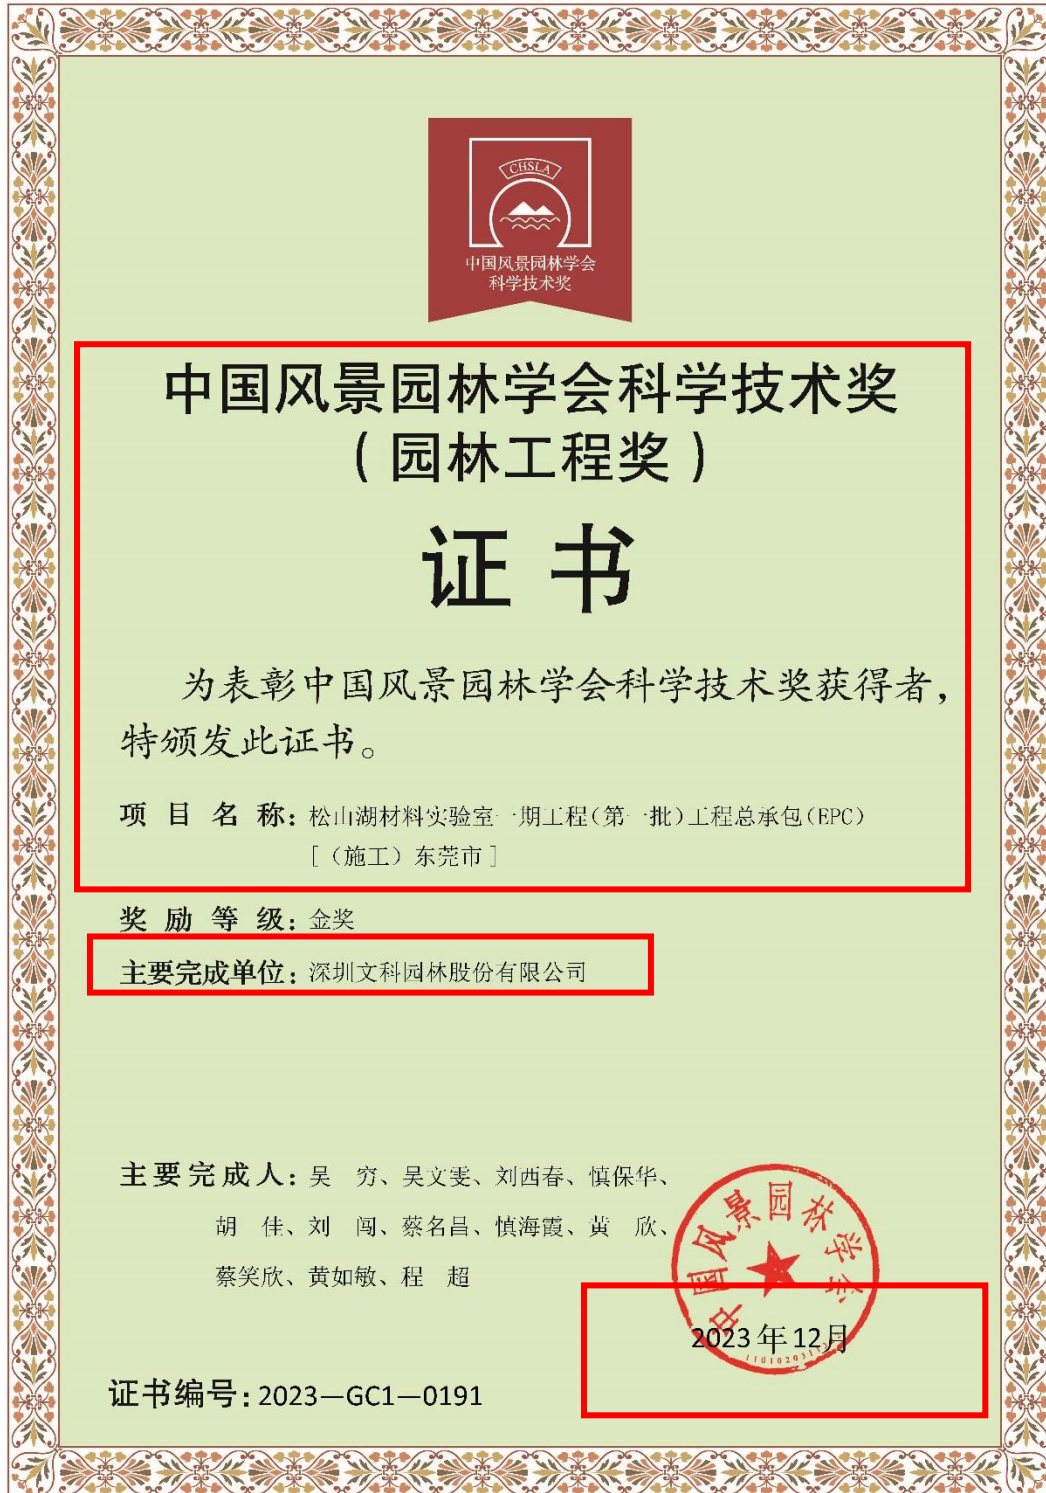 CHSLA
中国风景园林学会
科学技术奖
中国风景园林学会科学技术奖
（园林工程奖）
证书
为表彰中国风景园林学会科学技术奖获得者，
特颁发此证书。
项目名称：松山湖材料实验室一期工程（第一批）工程总承包（EPC）
［（施工）东莞市］
奖励等级：金奖
主要完成单位：深圳文科园林股份有限公司
主要完成人：吴 穷、吴文雯、刘西春、慎保华、
胡 佳、刘 闯、蔡名昌、慎海霞、黄 欣、
蔡笑欣、黄如敏、程 超
中国风景园林学会
2023年12月
证书编号：2023—GC1—0191